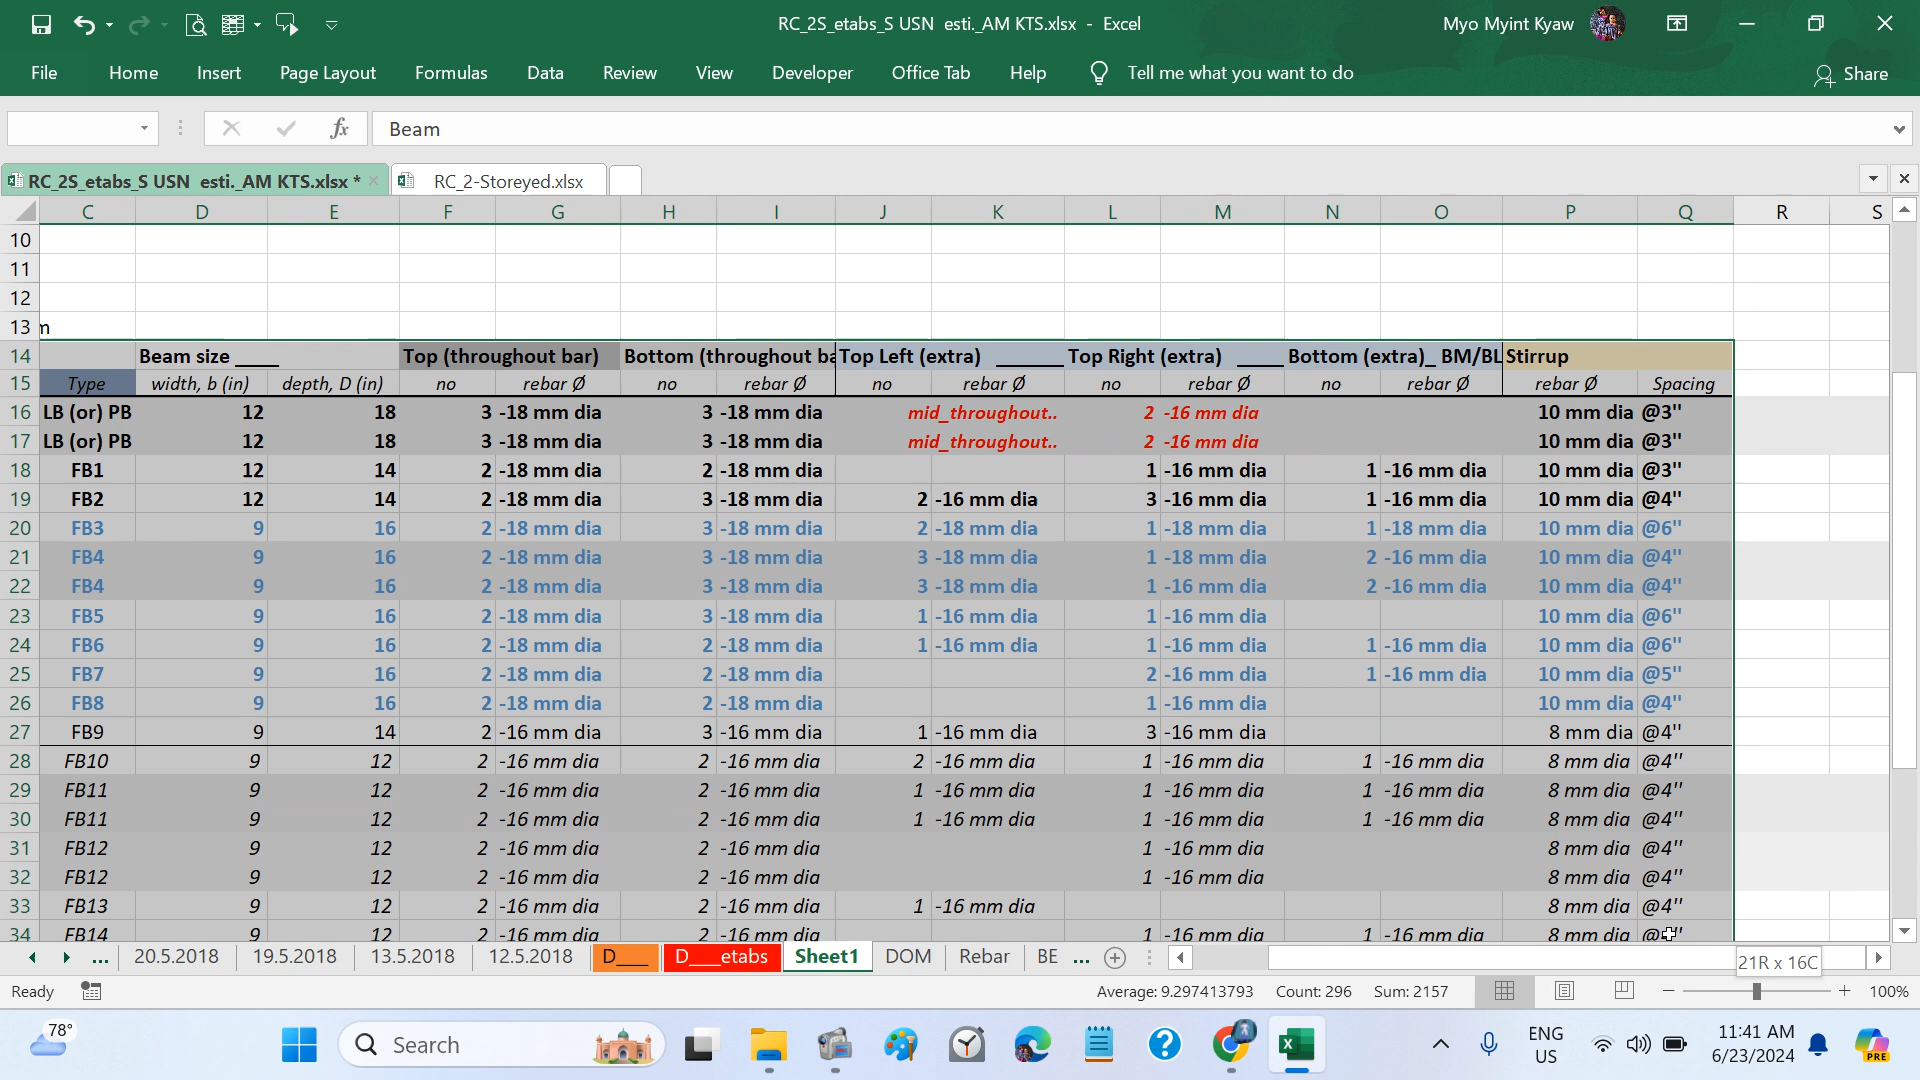 RC_2S_etabs_S USN  esti._AM KTS.xlsx  -  Excel
Myo Myint Kyaw
File Home Insert Page Layout Formulas Data Review View Developer Office Tab Help Tell me what you want to do Share
fx Beam
RC_2S_etabs_S USN  esti._AM KTS.xlsx * RC_2-Storeyed.xlsx
C D E F G H I J K L M N O P Q R S
10
11
12
13
14 Beam size ____ Top (throughout bar) Bottom (throughout ba Top Left (extra) ______ Top Right (extra) ____ Bottom (extra)_ BM/BL Stirrup
15 Type width, b (in) depth, D (in) no rebar Ø no rebar Ø no rebar Ø no rebar Ø no rebar Ø rebar Ø Spacing
16 LB (or) PB 12 18 3 -18 mm dia 3 -18 mm dia mid_throughout.. 2 -16 mm dia 10 mm dia @3"
17 LB (or) PB 12 18 3 -18 mm dia 3 -18 mm dia mid_throughout.. 2 -16 mm dia 10 mm dia @3"
18 FB1 12 14 2 -18 mm dia 2 -18 mm dia 1 -16 mm dia 1 -16 mm dia 10 mm dia @3"
19 FB2 12 14 2 -18 mm dia 3 -18 mm dia 2 -16 mm dia 3 -16 mm dia 1 -16 mm dia 10 mm dia @4"
20 FB3 9 16 2 -18 mm dia 3 -18 mm dia 2 -18 mm dia 1 -18 mm dia 1 -18 mm dia 10 mm dia @6"
21 FB4 9 16 2 -18 mm dia 3 -18 mm dia 3 -18 mm dia 1 -18 mm dia 2 -16 mm dia 10 mm dia @4"
22 FB4 9 16 2 -18 mm dia 3 -18 mm dia 3 -18 mm dia 1 -16 mm dia 2 -16 mm dia 10 mm dia @4"
23 FB5 9 16 2 -18 mm dia 3 -18 mm dia 1 -16 mm dia 1 -16 mm dia 10 mm dia @6"
24 FB6 9 16 2 -18 mm dia 2 -18 mm dia 1 -16 mm dia 1 -16 mm dia 1 -16 mm dia 10 mm dia @6"
25 FB7 9 16 2 -18 mm dia 2 -18 mm dia 2 -16 mm dia 1 -16 mm dia 10 mm dia @5"
26 FB8 9 16 2 -18 mm dia 2 -18 mm dia 1 -16 mm dia 10 mm dia @4"
27 FB9 9 14 2 -16 mm dia 3 -16 mm dia 1 -16 mm dia 3 -16 mm dia 8 mm dia @4"
28 FB10 9 12 2 -16 mm dia 2 -16 mm dia 2 -16 mm dia 1 -16 mm dia 1 -16 mm dia 8 mm dia @4"
29 FB11 9 12 2 -16 mm dia 2 -16 mm dia 1 -16 mm dia 1 -16 mm dia 1 -16 mm dia 8 mm dia @4"
30 FB11 9 12 2 -16 mm dia 2 -16 mm dia 1 -16 mm dia 1 -16 mm dia 1 -16 mm dia 8 mm dia @4"
31 FB12 9 12 2 -16 mm dia 2 -16 mm dia 1 -16 mm dia 8 mm dia @4"
32 FB12 9 12 2 -16 mm dia 2 -16 mm dia 1 -16 mm dia 8 mm dia @4"
33 FB13 9 12 2 -16 mm dia 2 -16 mm dia 1 -16 mm dia 8 mm dia @4"
34 FB14 9 12 2 -16 mm dia 2 -16 mm dia 1 -16 mm dia 1 -16 mm dia 8 mm dia
... 20.5.2018 19.5.2018 13.5.2018 12.5.2018 D____ D____etabs Sheet1 DOM Rebar BE ...
21R x 16C
Ready Average: 9.297413793 Count: 296 Sum: 2157 100%
78° Search ENG US 11:41 AM 6/23/2024 PRE